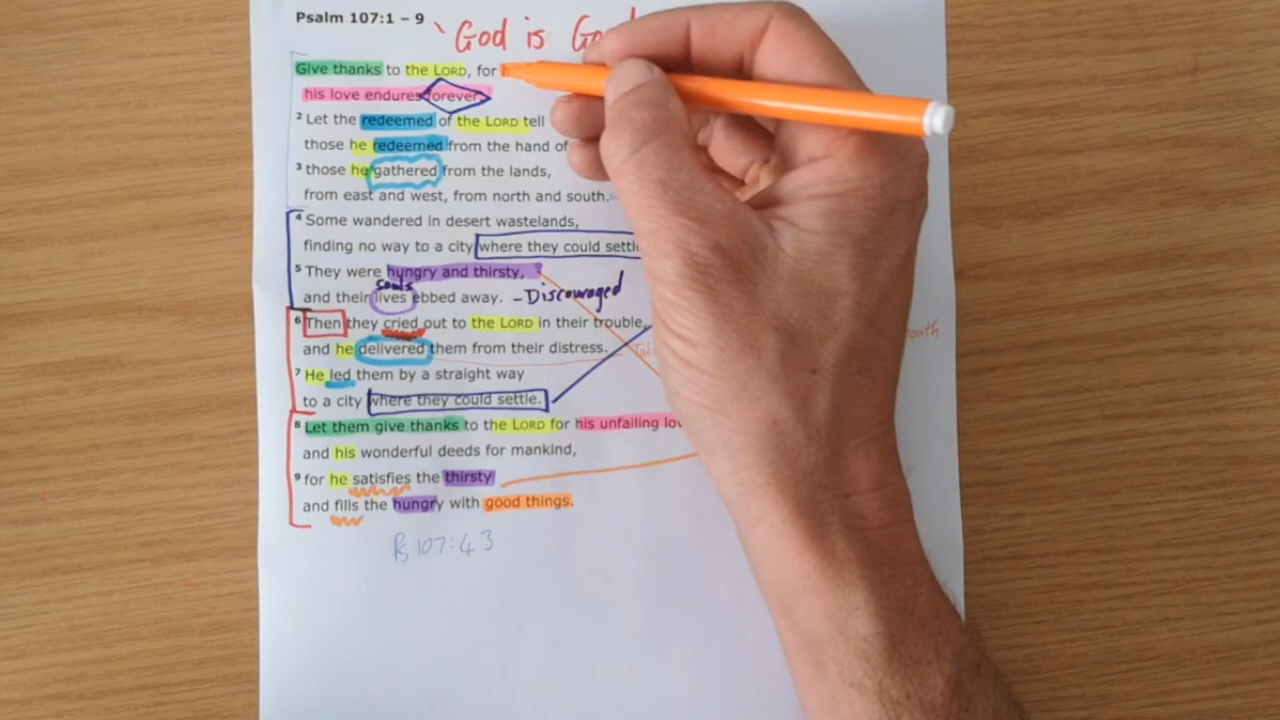 Psalm 107:1 – 9 'God is Go
Give thanks to the LORD, for
his love endures forever.
2 Let the redeemed of the LORD tell
those he redeemed from the hand of
3 those he gathered from the lands,
from east and west, from north and south.
4 Some wandered in desert wastelands,
finding no way to a city where they could settle
5 They were hungry and thirsty,
souls
and their lives ebbed away. - Discouraged
6 Then they cried out to the LORD in their trouble,
outh
and he delivered them from their distress.
7 He led them by a straight way
to a city where they could settle.
8 Let them give thanks to the LORD for his unfailing lov
and his wonderful deeds for mankind,
9 for he satisfies the thirsty
and fills the hungry with good things.
Ps 107:43